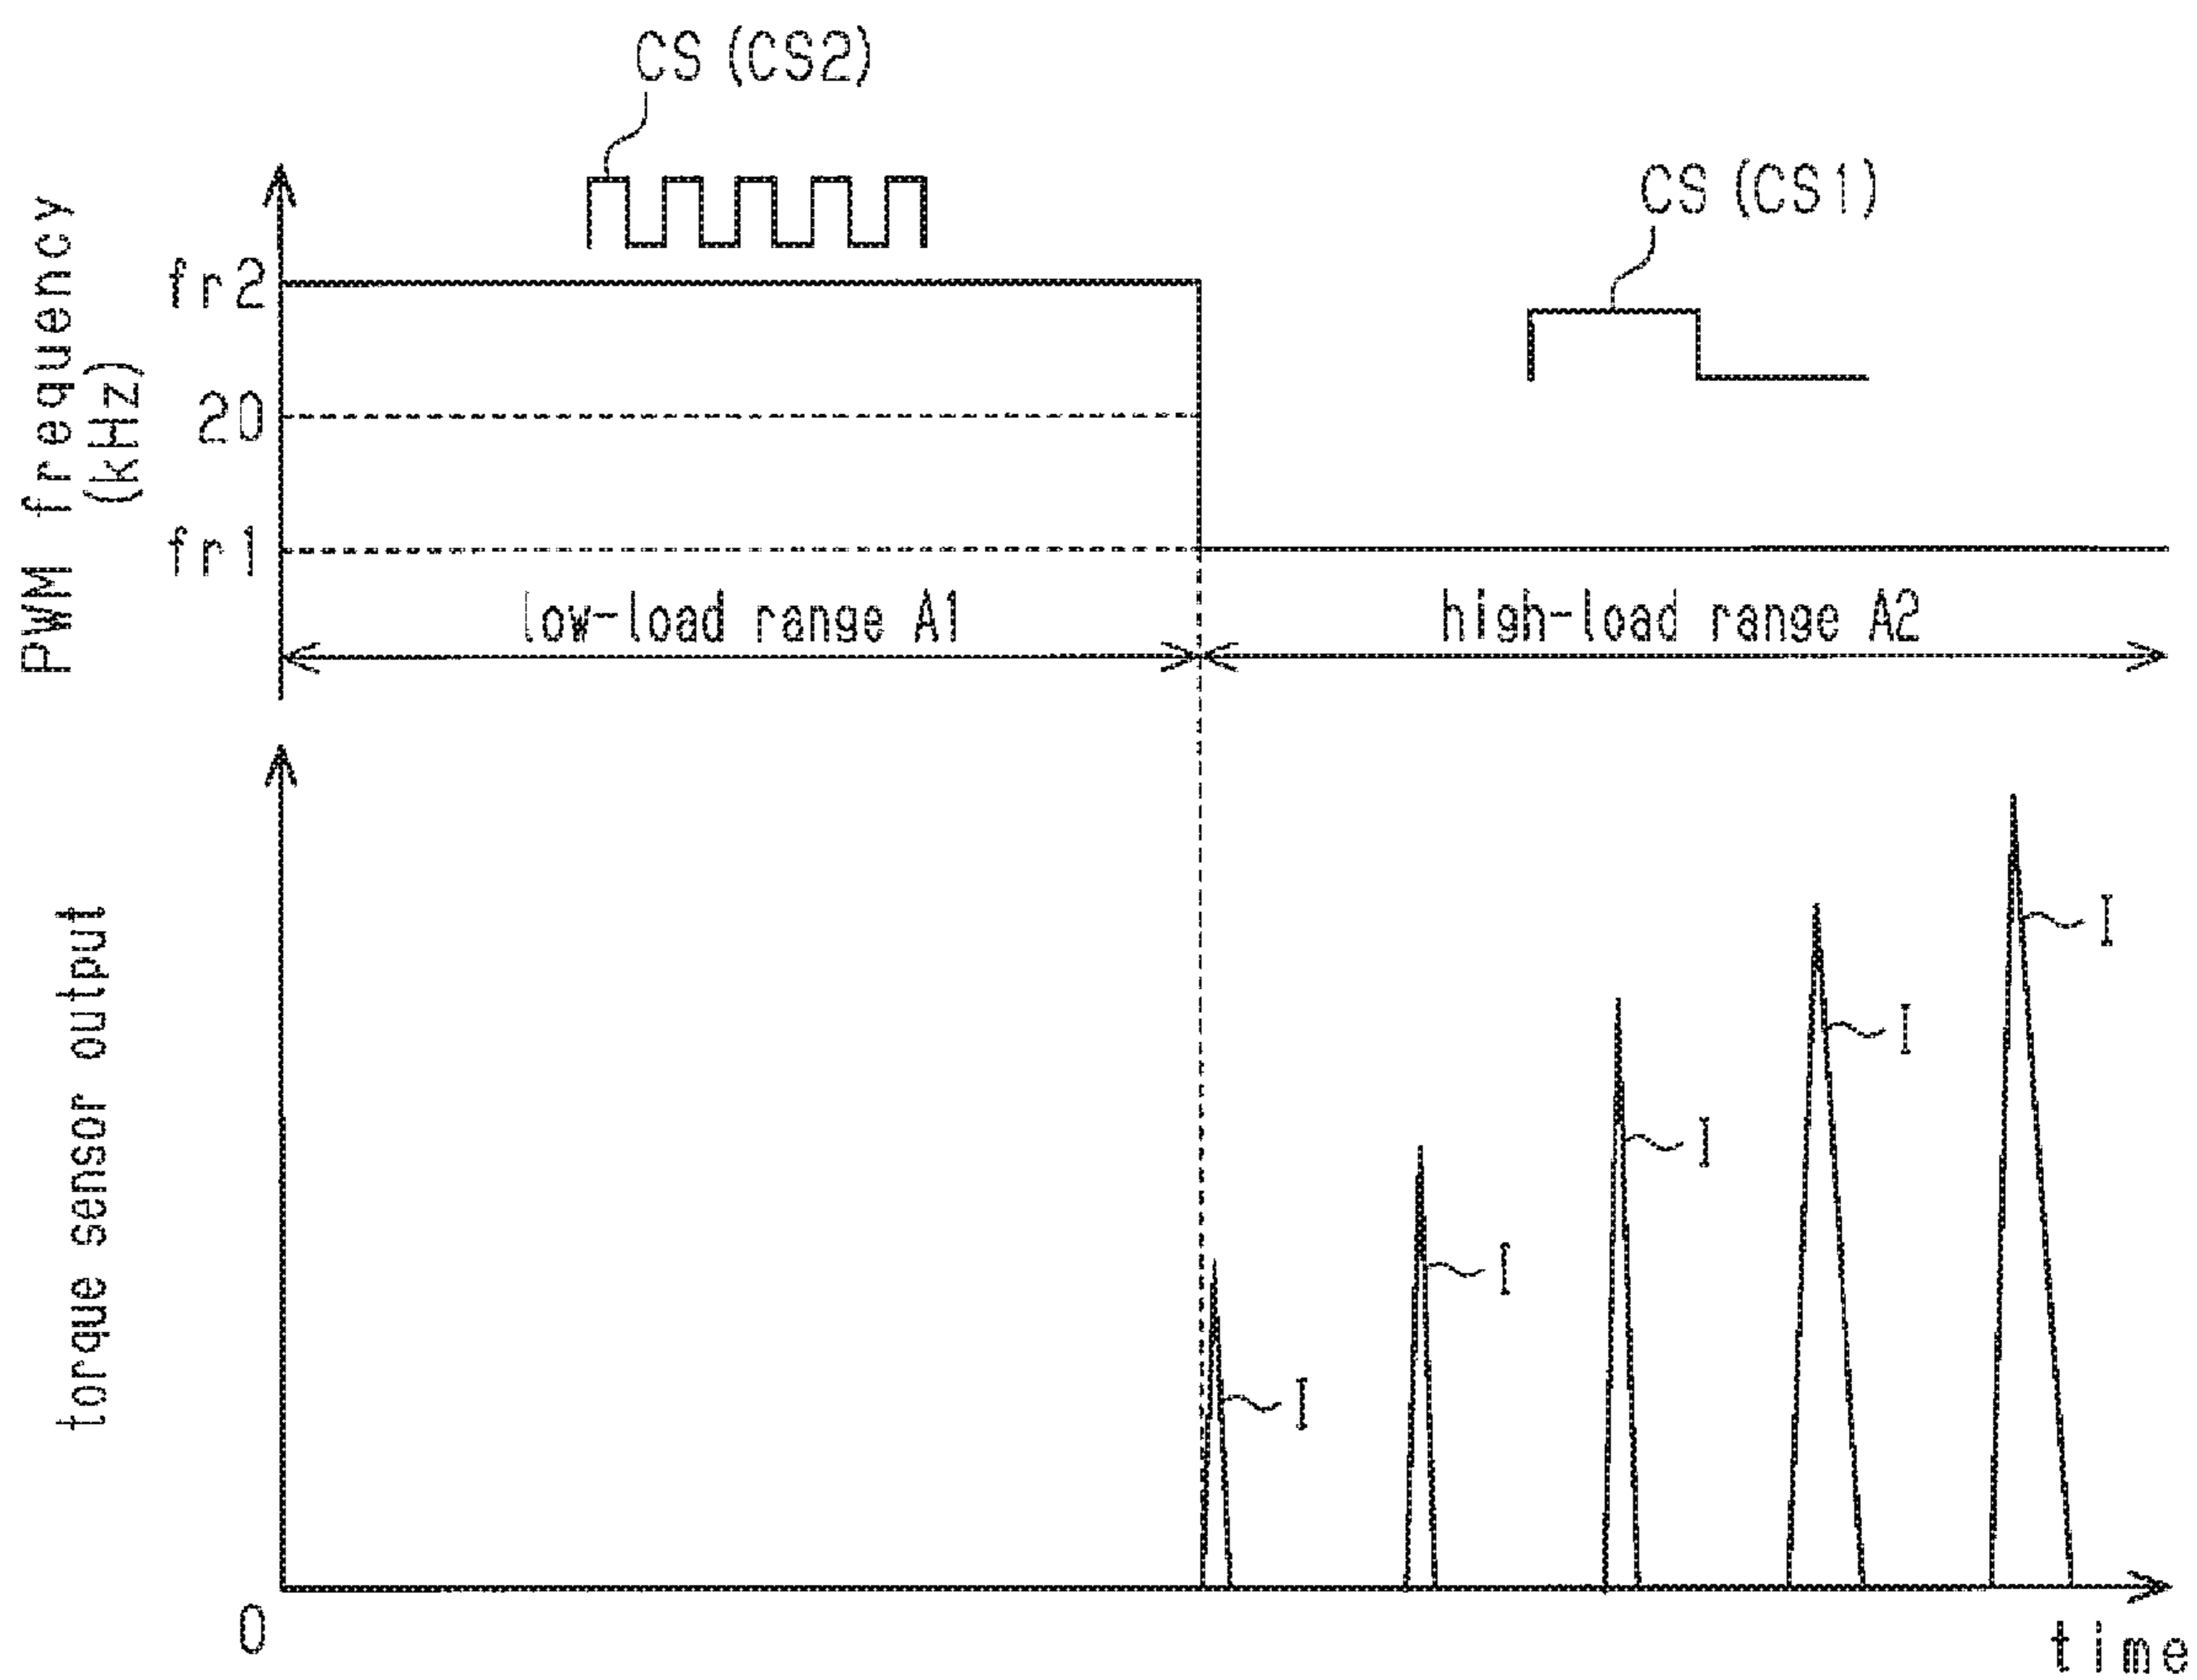 CS (CS2)
CS (CS1)
PWM frequency
(kHz)
fr2
20
fr1
low-load range A1
high-load range A2
torque sensor output
I
I
I
I
I
0
time